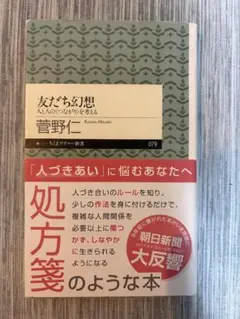 友だち幻想
人と人の〈つながり〉を考える
菅野仁
Kanno Hitoshi
ちくまプリマー新書
079
「人づきあい」に悩むあなたへ
人づき合いのルールを知り、
少しの作法を身に付けるだけで、
複雑な人間関係を
必要以上に傷つ
かず、しなやか
に生きられる
ようになる
処方箋のような本
朝日新聞
大反響